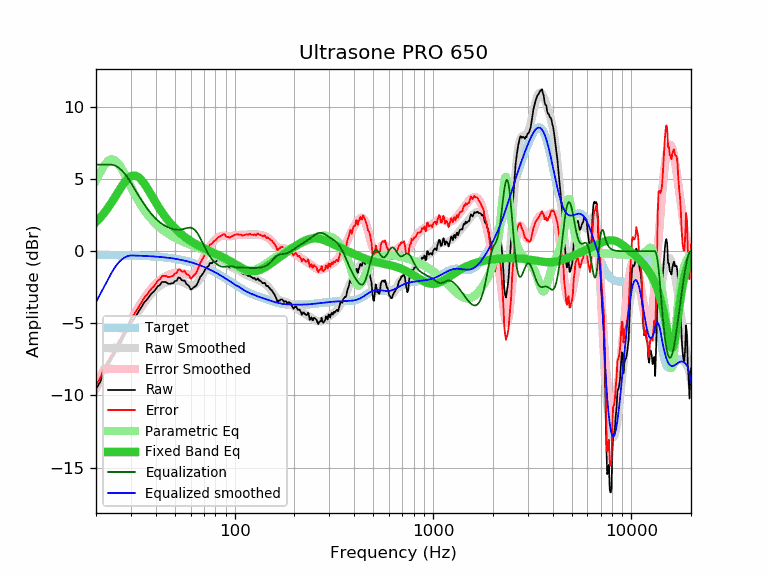 Ultrasone PRO 650
Amplitude (dBr)
10
5
0
−5
−10
−15
Target
Raw Smoothed
Error Smoothed
Raw
Error
Parametric Eq
Fixed Band Eq
Equalization
Equalized smoothed
100
1000
10000
Frequency (Hz)